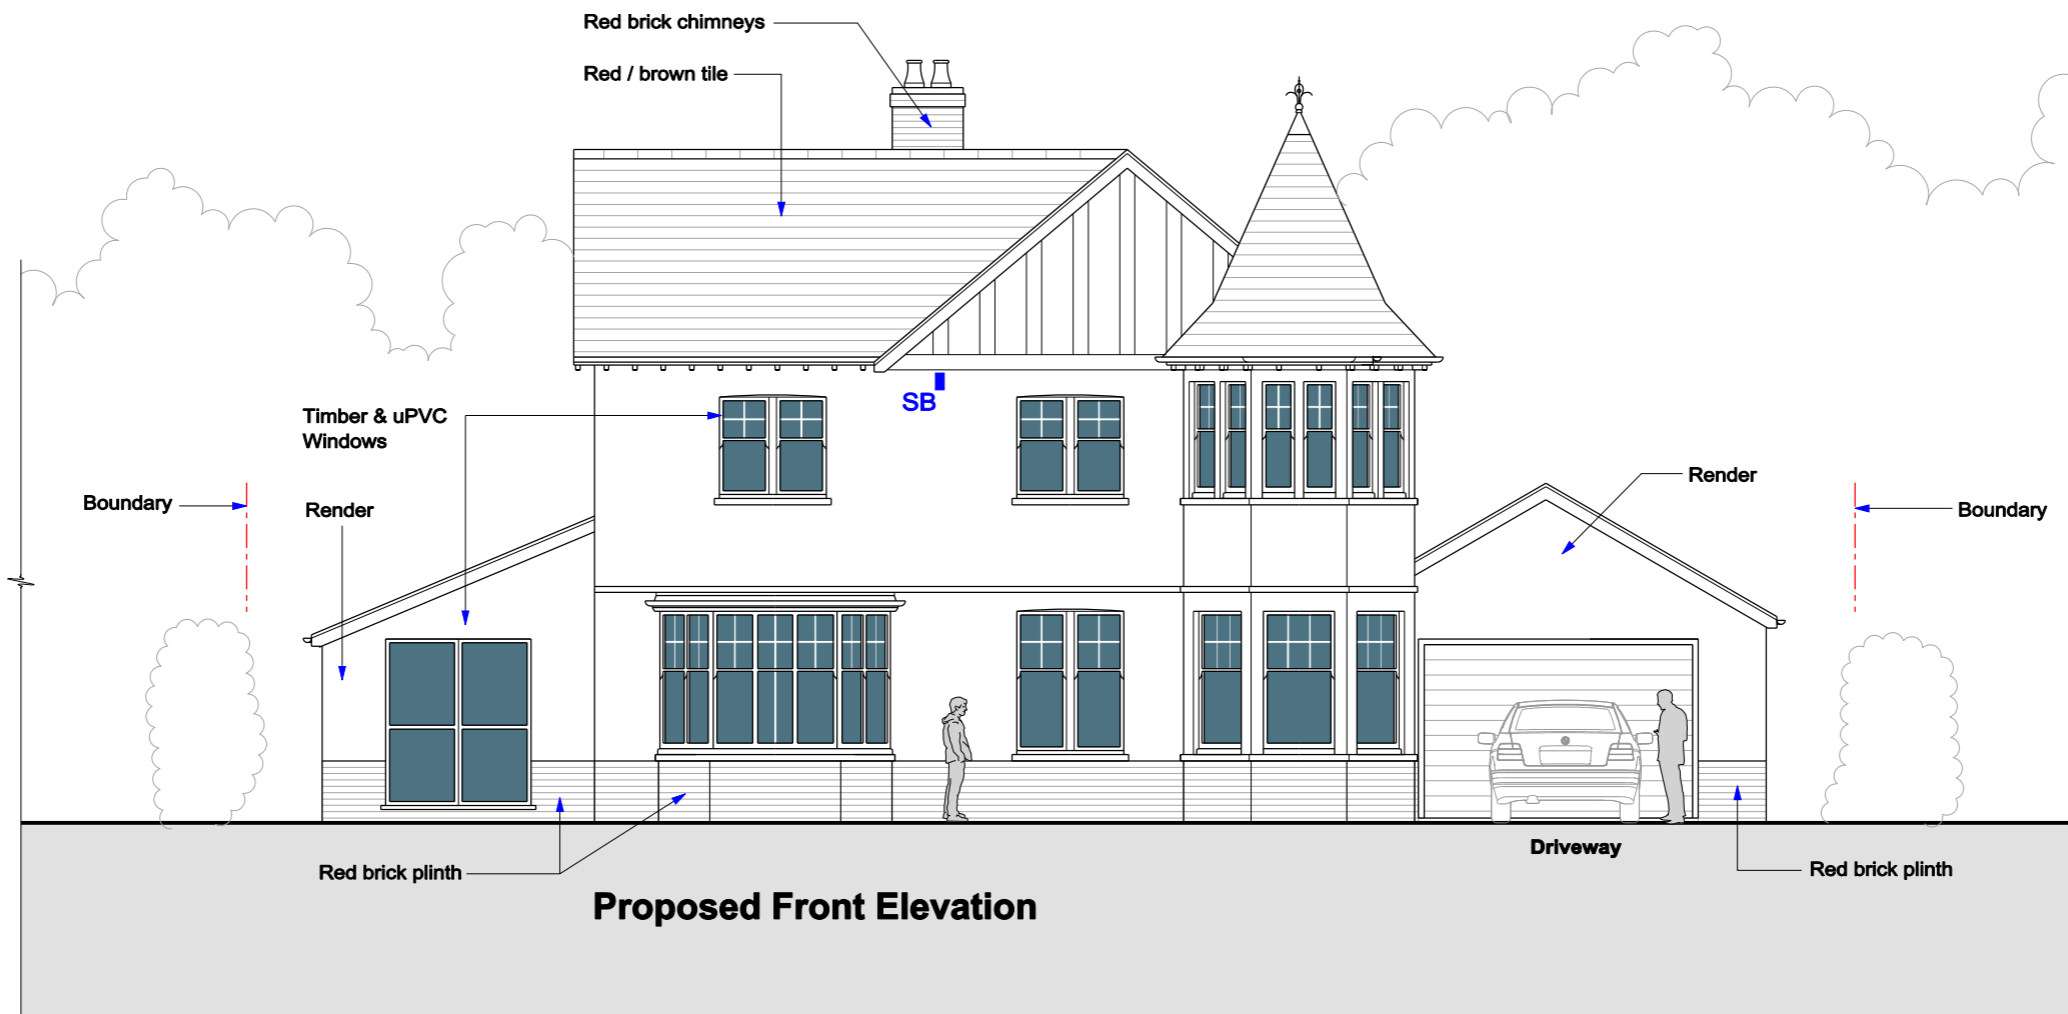 Red brick chimneys
Red / brown tile
SB
Timber & uPVC
Windows
Render
Boundary
Render
Boundary
Driveway
Red brick plinth
Red brick plinth
Proposed Front Elevation